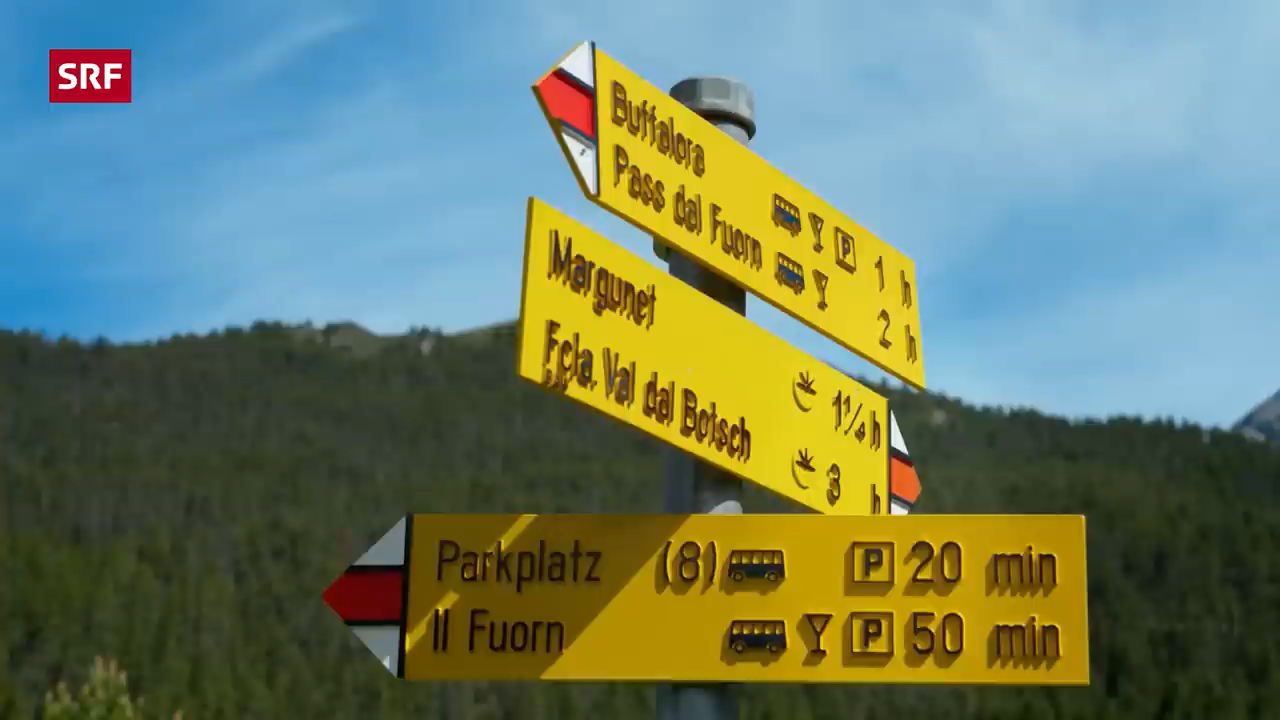 SRF
Buffalora P 1 h
Pass dal Fuorn 2 h
Margunet 1¼ h
Fcla. Val dal Botsch 3 h
Parkplatz (8) P 20 min
Il Fuorn P 50 min